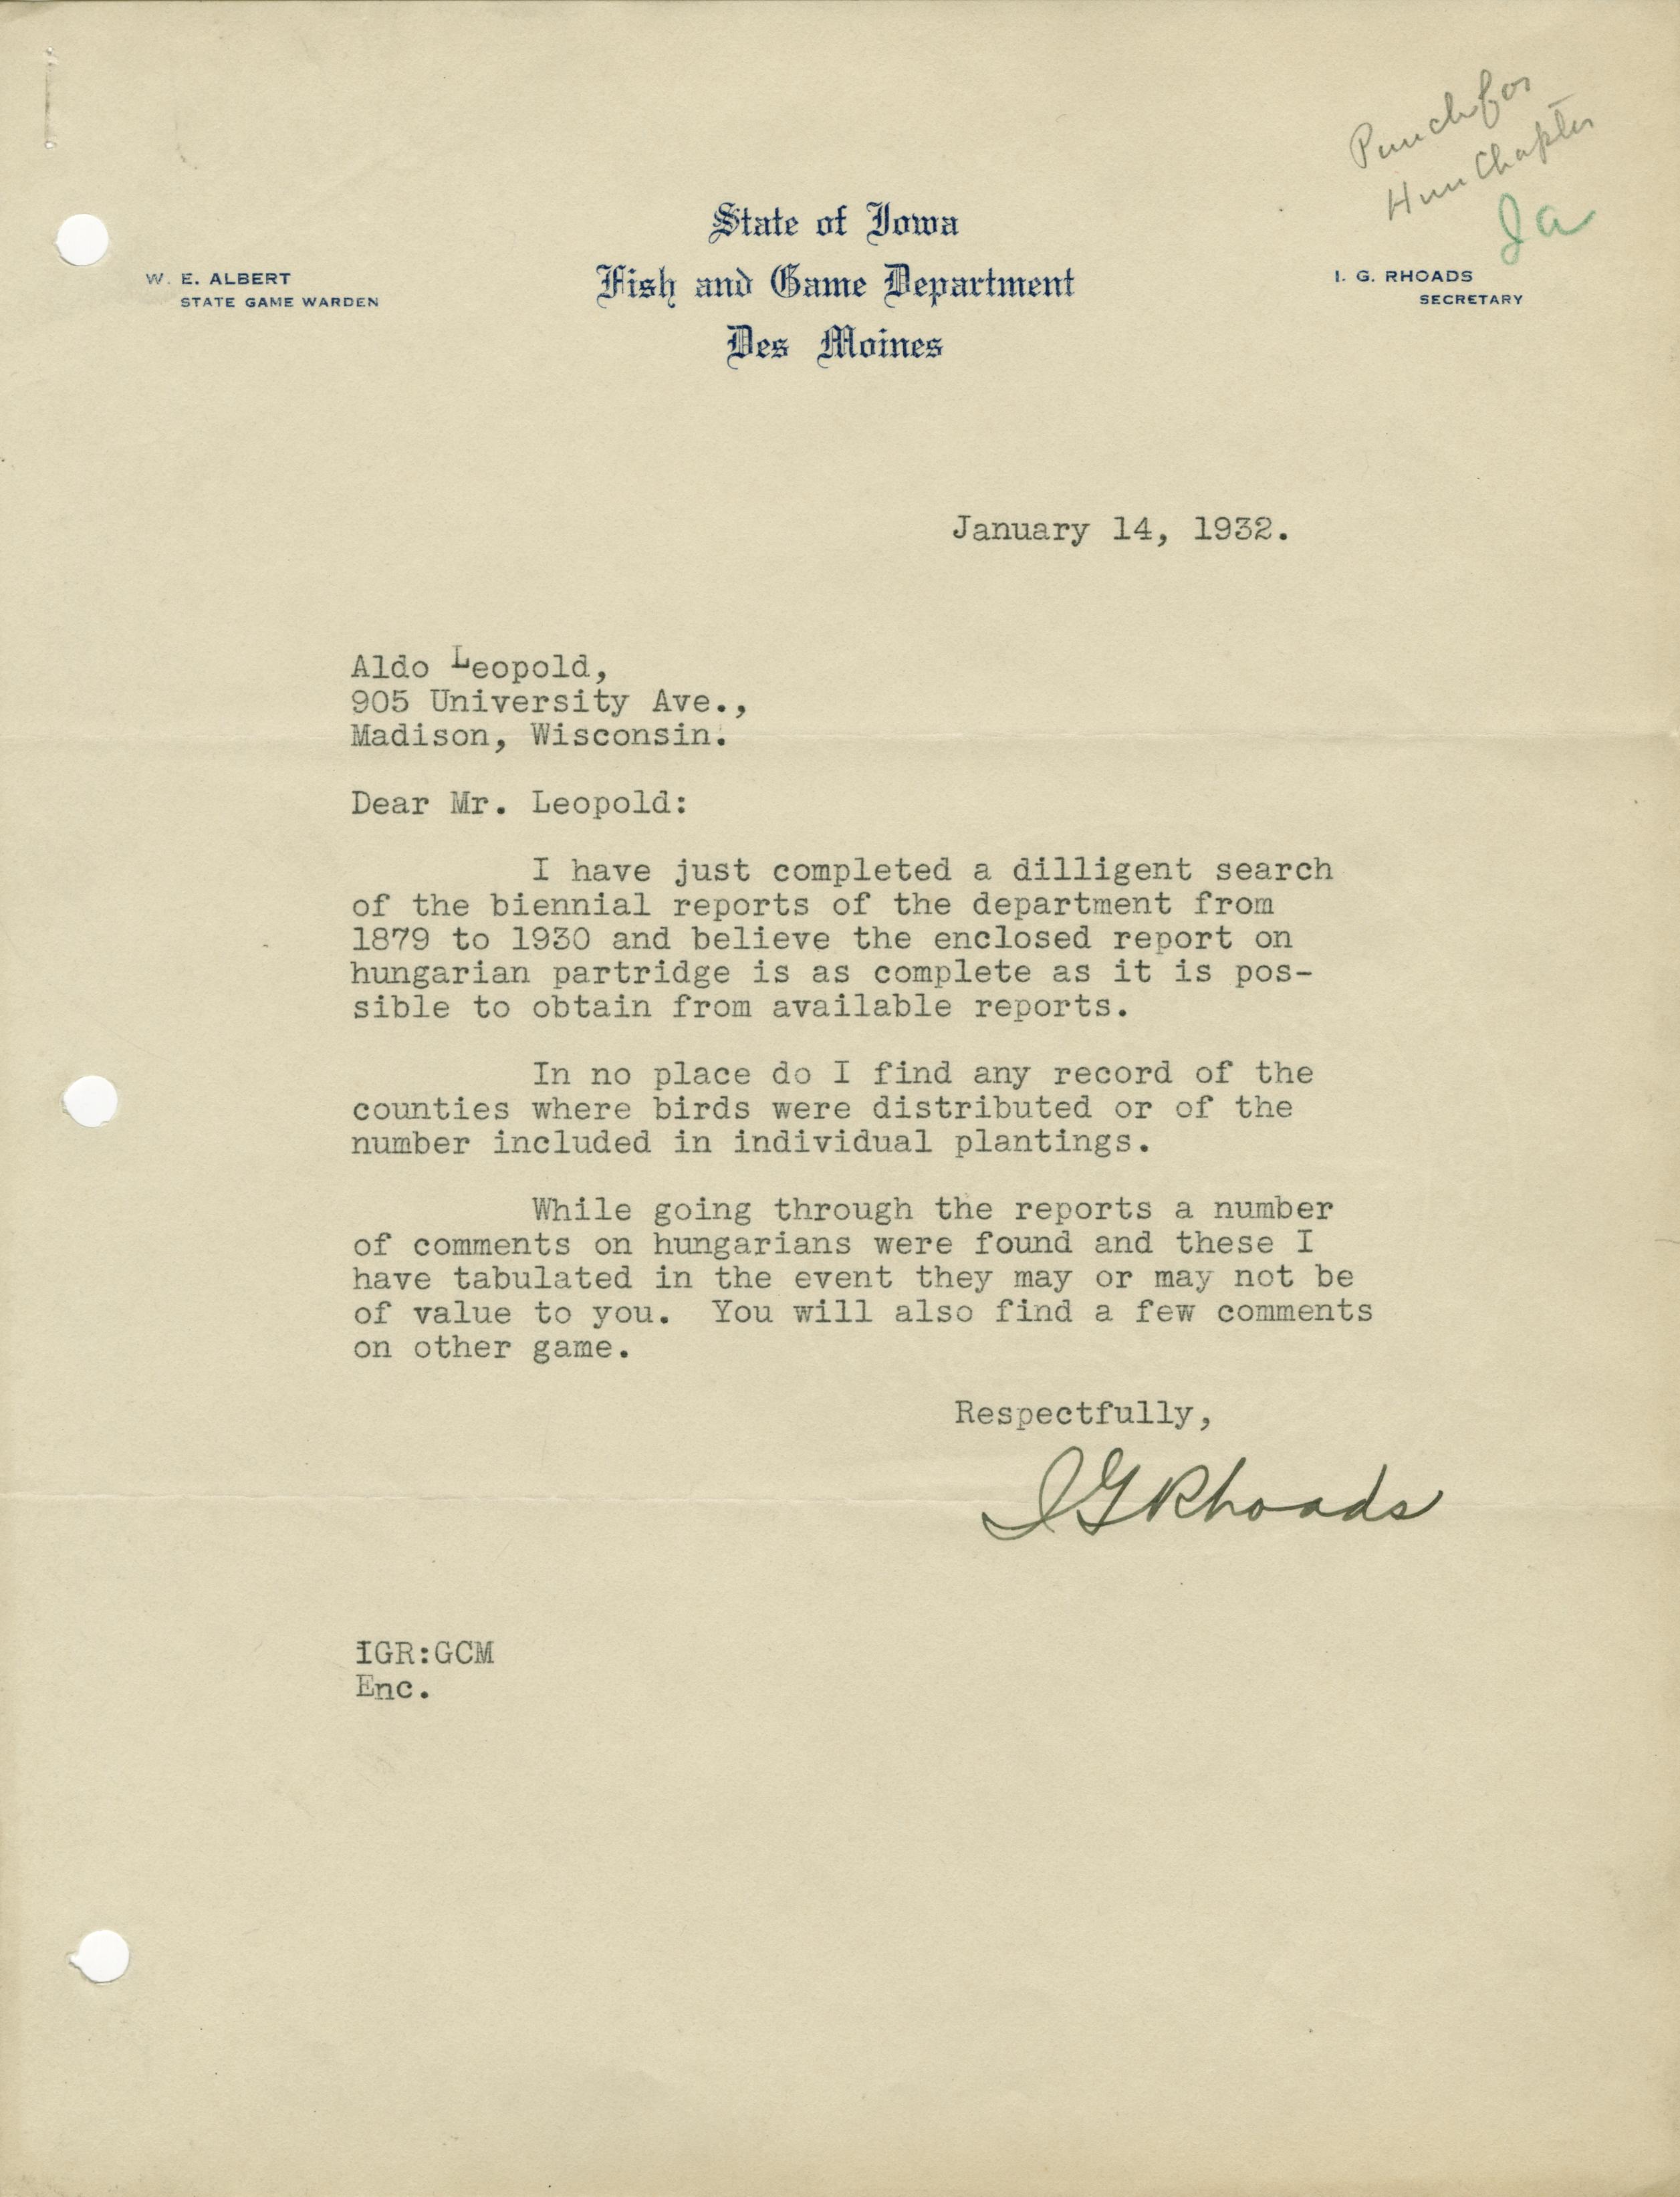 Punch for
Hun Chapter
Ia
State of Iowa
Fish and Game Department
Des Moines
W. E. ALBERT
STATE GAME WARDEN
I. G. RHOADS
SECRETARY
January 14, 1932.
Aldo Leopold,
905 University Ave.,
Madison, Wisconsin.
Dear Mr. Leopold:
I have just completed a dilligent search
of the biennial reports of the department from
1879 to 1930 and believe the enclosed report on
hungarian partridge is as complete as it is pos-
sible to obtain from available reports.
In no place do I find any record of the
counties where birds were distributed or of the
number included in individual plantings.
While going through the reports a number
of comments on hungarians were found and these I
have tabulated in the event they may or may not be
of value to you.  You will also find a few comments
on other game.
Respectfully,
I G Rhoads
IGR:GCM
Enc.